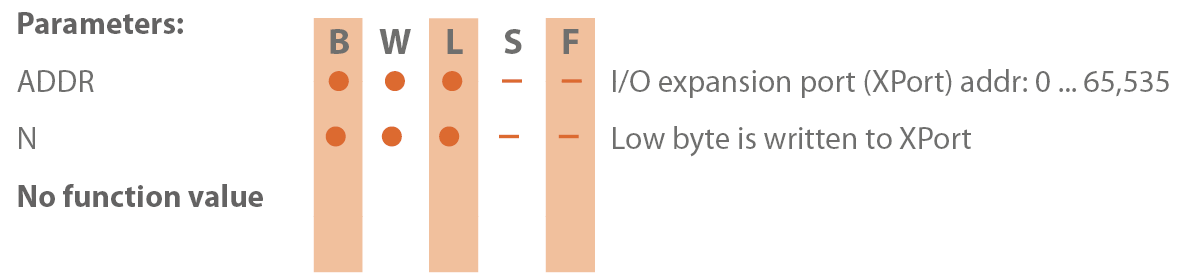 Parameters:
B W L S F
ADDR ● ● ● – – I/O expansion port (XPort) addr: 0 ... 65,535
N ● ● ● – – Low byte is written to XPort
No function value